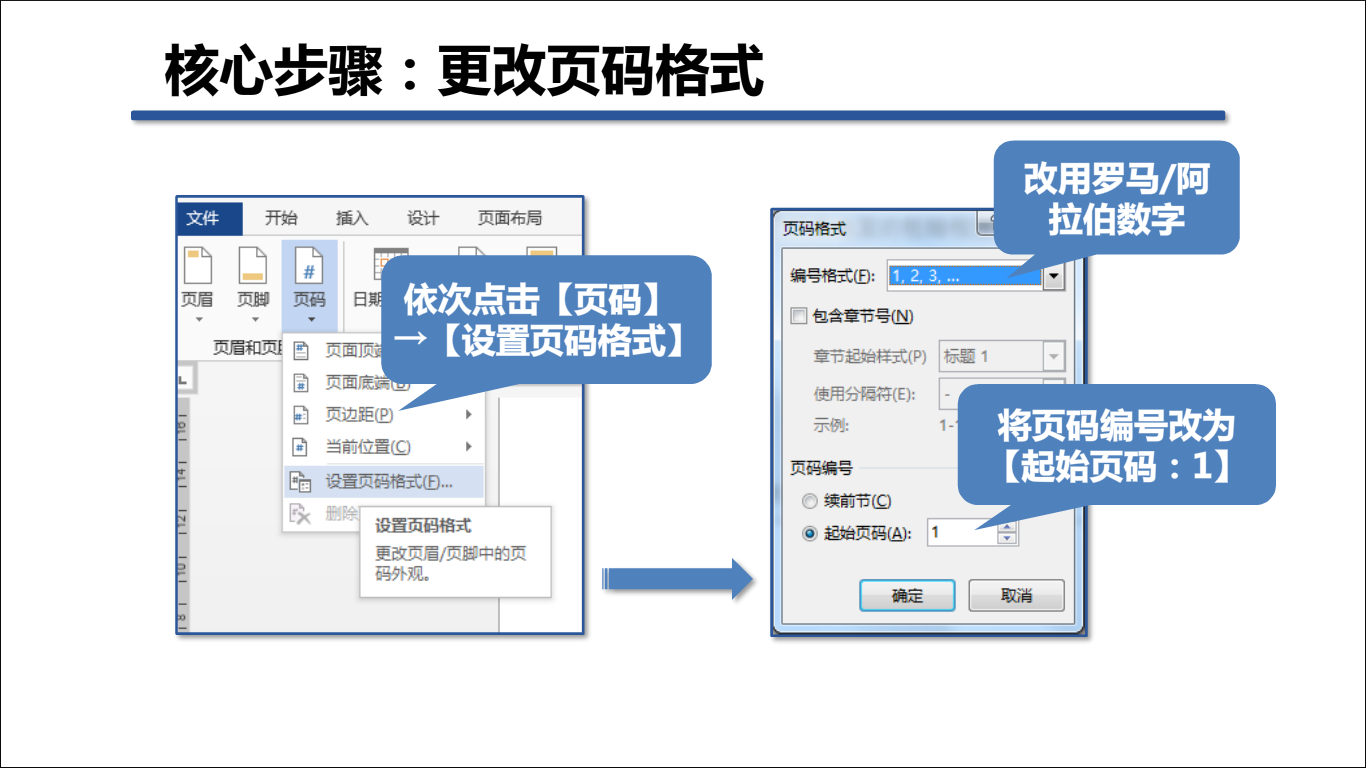 核心步骤：更改页码格式
文件 开始 插入 设计 页面布局
页眉 页脚 页码
页眉和页
页面顶端
页面底端
页边距(P)
当前位置(C)
设置页码格式(F)...
删除
设置页码格式
更改页眉/页脚中的页
码外观。
依次点击【页码】
→【设置页码格式】
页码格式
编号格式(F): 1, 2, 3, ...
包含章节号(N)
章节起始样式(P) 标题 1
使用分隔符(E): -
示例: 1-
页码编号
续前节(C)
起始页码(A): 1
确定 取消
改用罗马/阿
拉伯数字
将页码编号改为
【起始页码：1】
|16|
|14|
|12|
|10|
|8